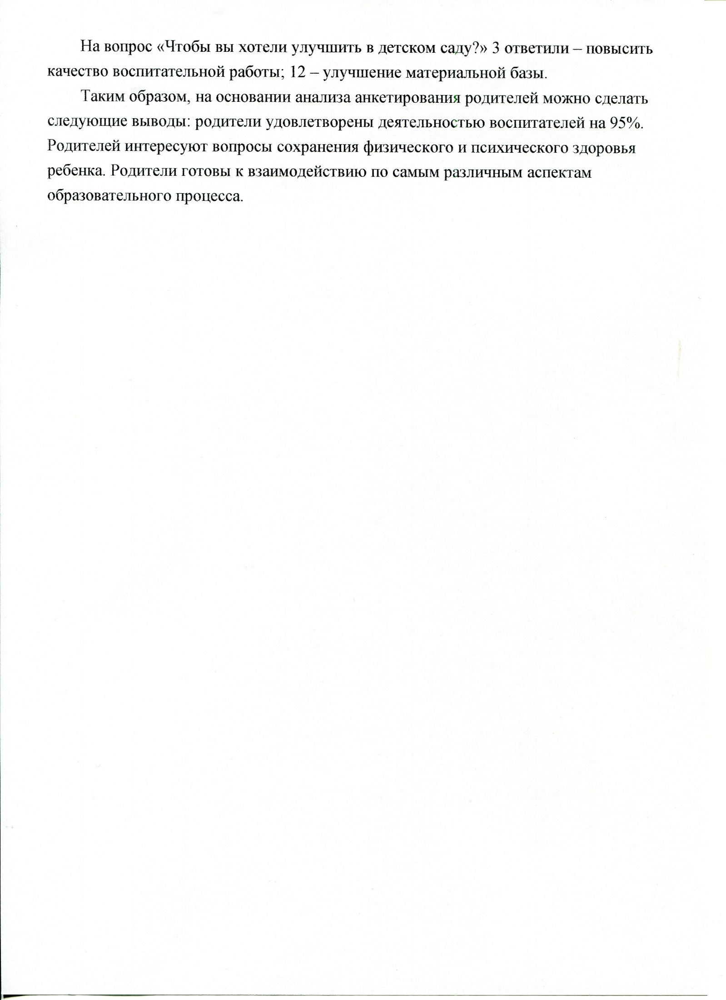 На вопрос «Чтобы вы хотели улучшить в детском саду?» 3 ответили – повысить
качество воспитательной работы; 12 – улучшение материальной базы.
Таким образом, на основании анализа анкетирования родителей можно сделать
следующие выводы: родители удовлетворены деятельностью воспитателей на 95%.
Родителей интересуют вопросы сохранения физического и психического здоровья
ребенка. Родители готовы к взаимодействию по самым различным аспектам
образовательного процесса.